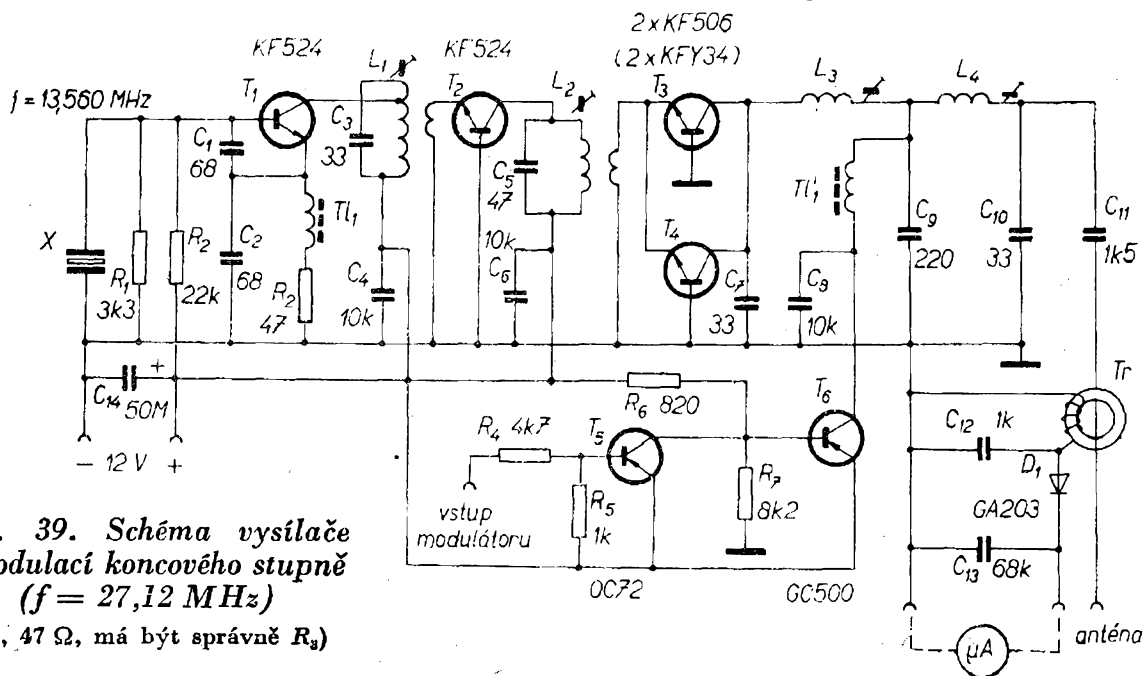 2 x KF506
(2 x KFY34)
KF524
KF524
f = 13,560 MHz
T1
L1
C3
33
T2
L2
T3
L3
L4
C1
68
C2
68
Tl1
X
R1
3k3
R2
22k
R2
47
C4
10k
C5
47
10k
C6
T4
C7
33
Tl1
C8
10k
C9
220
C10
33
C11
1k5
C14
50M
+
- 12 V +
R6 820
R4 4k7
T5
T6
R5
1k
R7
8k2
vstup
modulátoru
OC72
GC500
Tr
C12
1k
D1
GA203
C13
68k
µA
anténa
. 39. Schéma vysílače
odulací koncového stupně
(f = 27,12 MHz)
, 47 Ω, má být správně R3)